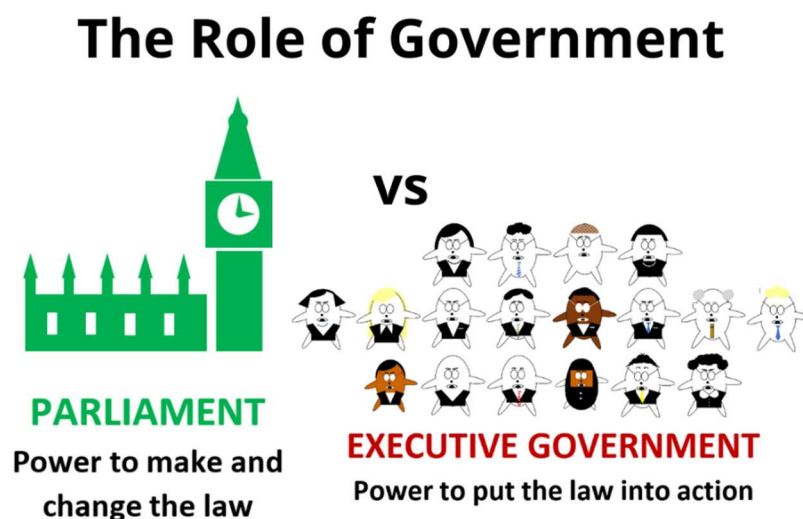 The Role of Government
vs
PARLIAMENT
Power to make and
change the law
EXECUTIVE GOVERNMENT
Power to put the law into action